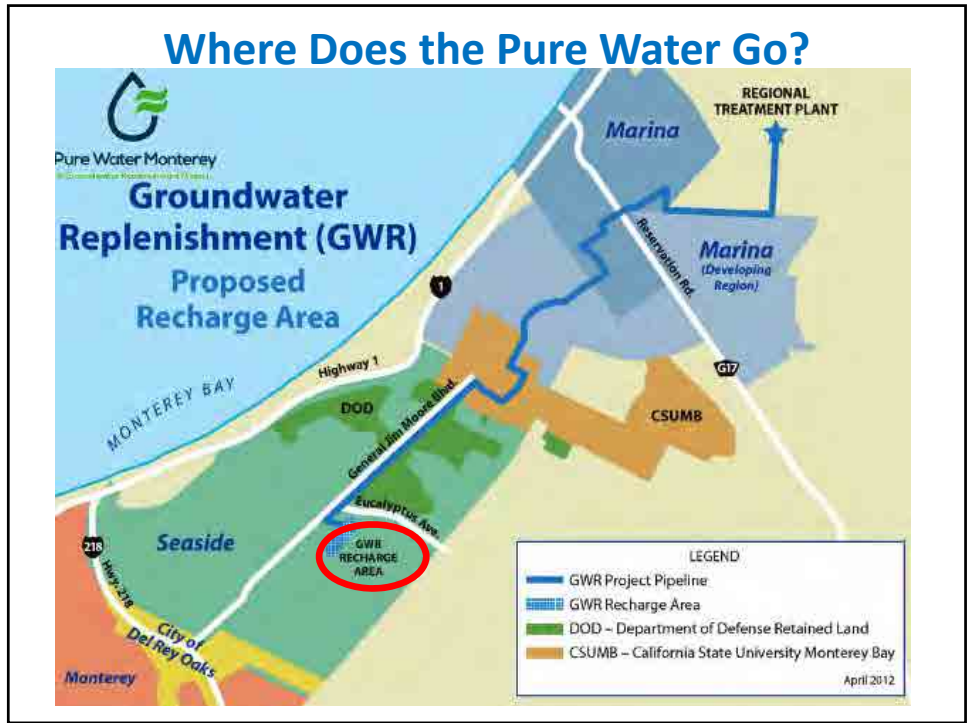 Where Does the Pure Water Go?
Pure Water Monterey
Groundwater
Replenishment (GWR)
Proposed
Recharge Area
REGIONAL
TREATMENT PLANT
Marina
Marina
(Developing
Region)
Reservation Rd.
1
Highway 1
MONTEREY BAY
G17
DOD
General Jim Moore Blvd.
CSUMB
Eucalyptus Ave.
GWR
RECHARGE
AREA
Seaside
218
Hwy. 218
City of
Del Rey Oaks
Monterey
LEGEND
GWR Project Pipeline
GWR Recharge Area
DOD – Department of Defense Retained Land
CSUMB – California State University Monterey Bay
April 2012